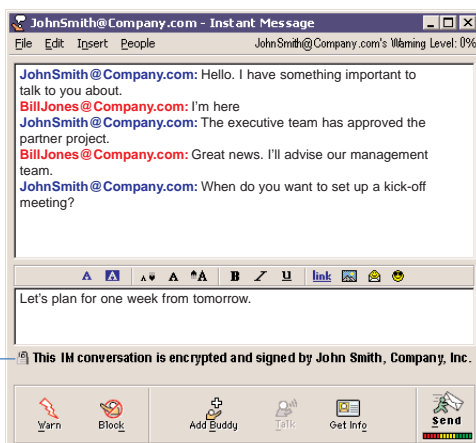 JohnSmith@Company.com - Instant Message
File Edit Insert People JohnSmith@Company.com's Warning Level: 0%
JohnSmith@Company.com: Hello. I have something important to
talk to you about.
BillJones@Company.com: I'm here
JohnSmith@Company.com: The executive team has approved the
partner project.
BillJones@Company.com: Great news. I'll advise our management
team.
JohnSmith@Company.com: When do you want to set up a kick-off
meeting?
A A A A A B I U link
Let's plan for one week from tomorrow.
This IM conversation is encrypted and signed by John Smith, Company, Inc.
Warn Block Add Buddy Talk Get Info Send